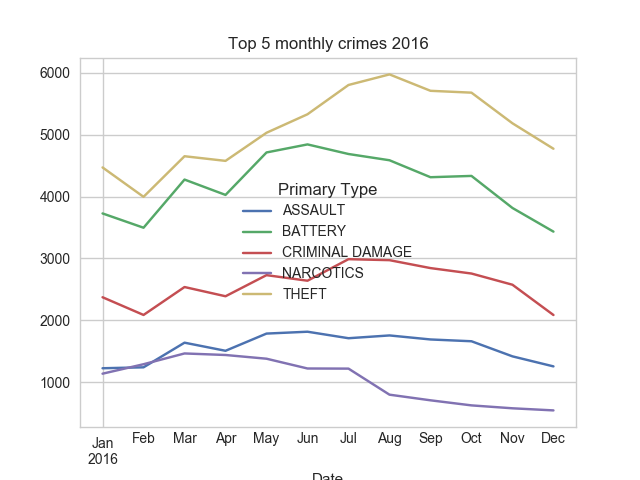 Top 5 monthly crimes 2016
6000
5000
4000
3000
2000
1000
Primary Type
ASSAULT
BATTERY
CRIMINAL DAMAGE
NARCOTICS
THEFT
Jan Feb Mar Apr May Jun Jul Aug Sep Oct Nov Dec
2016
Date